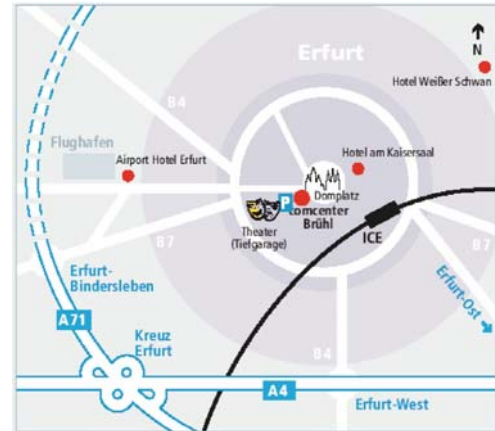 Erfurt
N
Hotel Weißer Schwan
B4
Flughafen
Airport Hotel Erfurt
Hotel am Kaisersaal
P
Domplatz
Comcenter
Brühl
Theater
(Tiefgarage)
ICE
B7
B7
Erfurt-
Bindersleben
Erfurt-Ost
A71
Kreuz
Erfurt
B4
A4
Erfurt-West